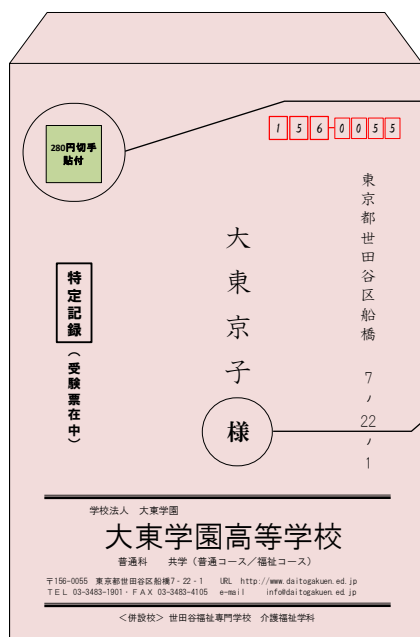 280円切手
貼付
156-0055
東京都世田谷区船橋 7ノ22ノ1
大東京子
様
特定記録
(受験票在中)
学校法人 大東学園
大東学園高等学校
普通科 共学(普通コース/福祉コース)
〒156-0055 東京都世田谷区船橋7-22-1 URL http://www.daitogakuen.ed.jp
TEL 03-3483-1901・FAX 03-3483-4105 e-mail info@daitogakuen.ed.jp
<併設校> 世田谷福祉専門学校 介護福祉学科